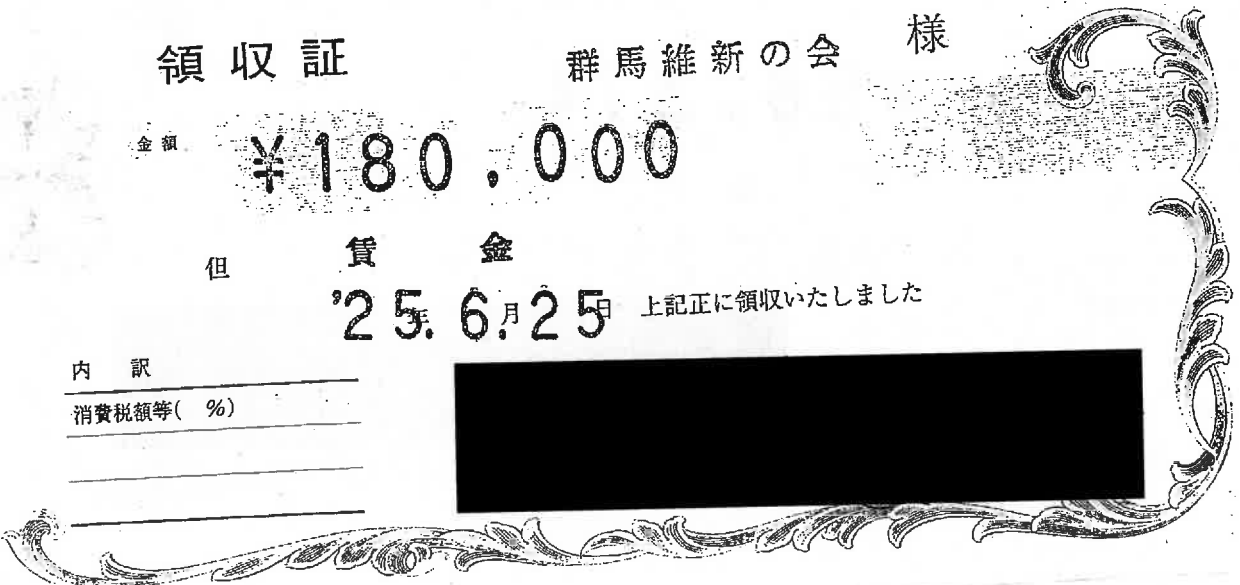 領収証
群馬維新の会 様
金額 ¥180,000
但 賃金
'25年6月25日 上記正に領収いたしました
内訳
消費税額等( %)